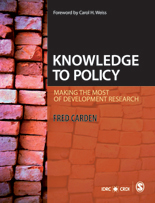 Foreword by Carol H. Weiss
KNOWLEDGE
TO POLICY
MAKING THE MOST
OF DEVELOPMENT RESEARCH
FRED CARDEN
IDRC CRDI
SAGE